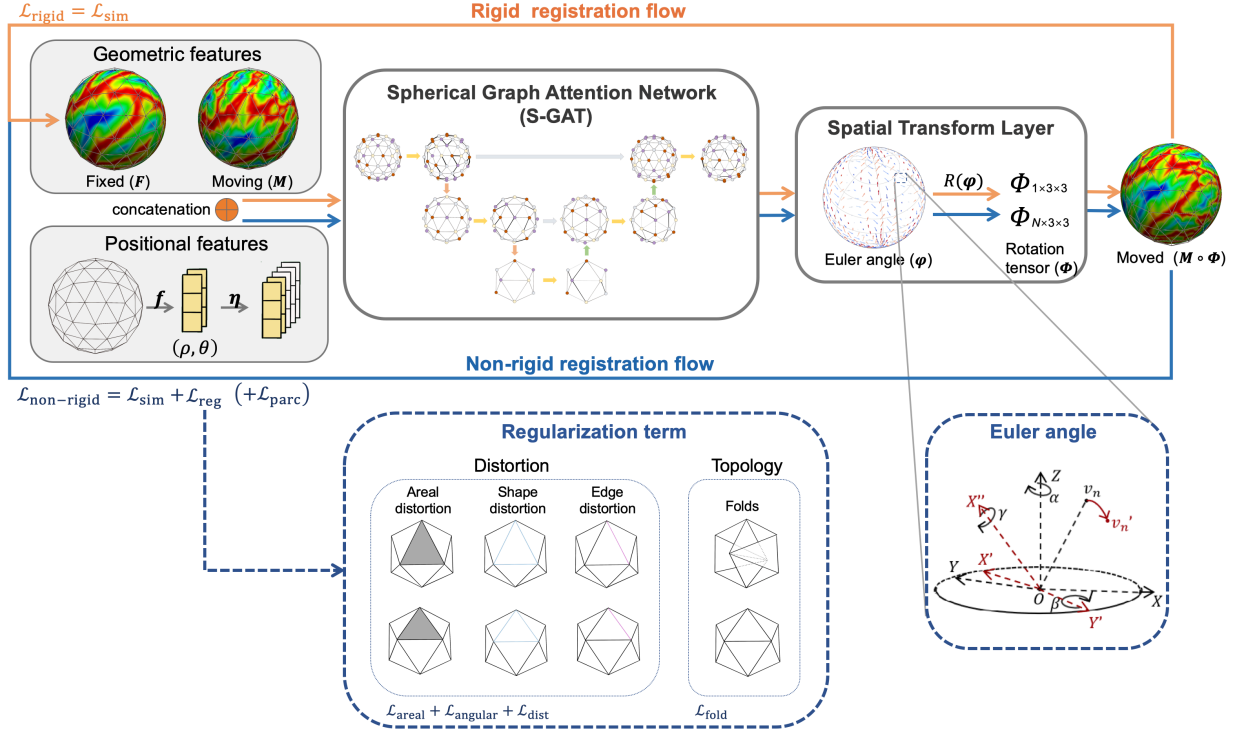 ℒrigid = ℒsim
Rigid registration flow
Geometric features
Fixed (F)
Moving (M)
concatenation
Positional features
f
η
(ρ, θ)
Spherical Graph Attention Network
(S-GAT)
Spatial Transform Layer
R(φ)
Φ1×3×3
ΦN×3×3
Euler angle (φ)
Rotation
tensor (Φ)
Moved (M ∘ Φ)
Non-rigid registration flow
ℒnon−rigid = ℒsim + ℒreg (+ℒparc)
Regularization term
Distortion
Topology
Areal
distortion
Shape
distortion
Edge
distortion
Folds
ℒareal + ℒangular + ℒdist
ℒfold
Euler angle
Z
α
vn
vn'
X''
γ
Y
X'
O
β
X
Y'